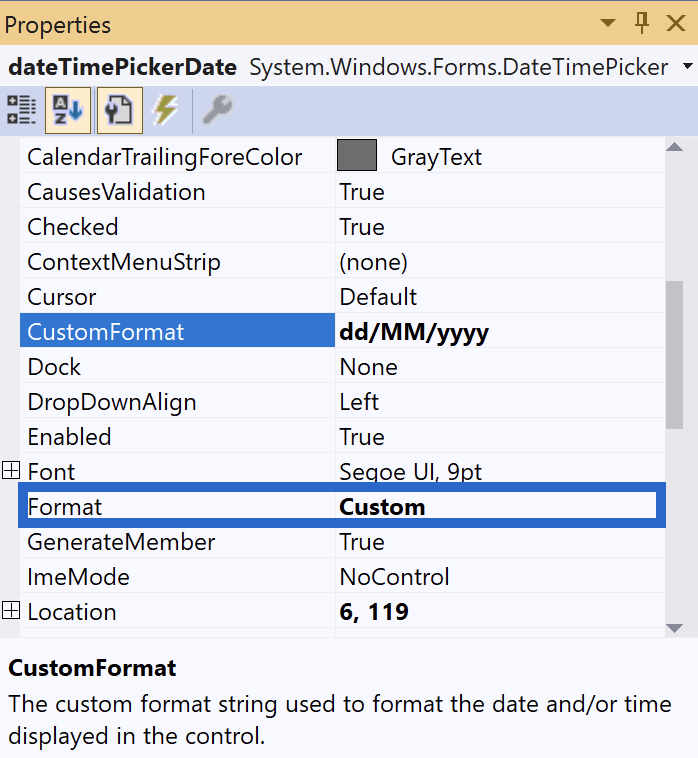 Properties
dateTimePickerDate System.Windows.Forms.DateTimePicker
CalendarTrailingForeColor GrayText
CausesValidation True
Checked True
ContextMenuStrip (none)
Cursor Default
CustomFormat dd/MM/yyyy
Dock None
DropDownAlign Left
Enabled True
Font Segoe UI, 9pt
Format Custom
GenerateMember True
ImeMode NoControl
Location 6, 119
CustomFormat
The custom format string used to format the date and/or time
displayed in the control.